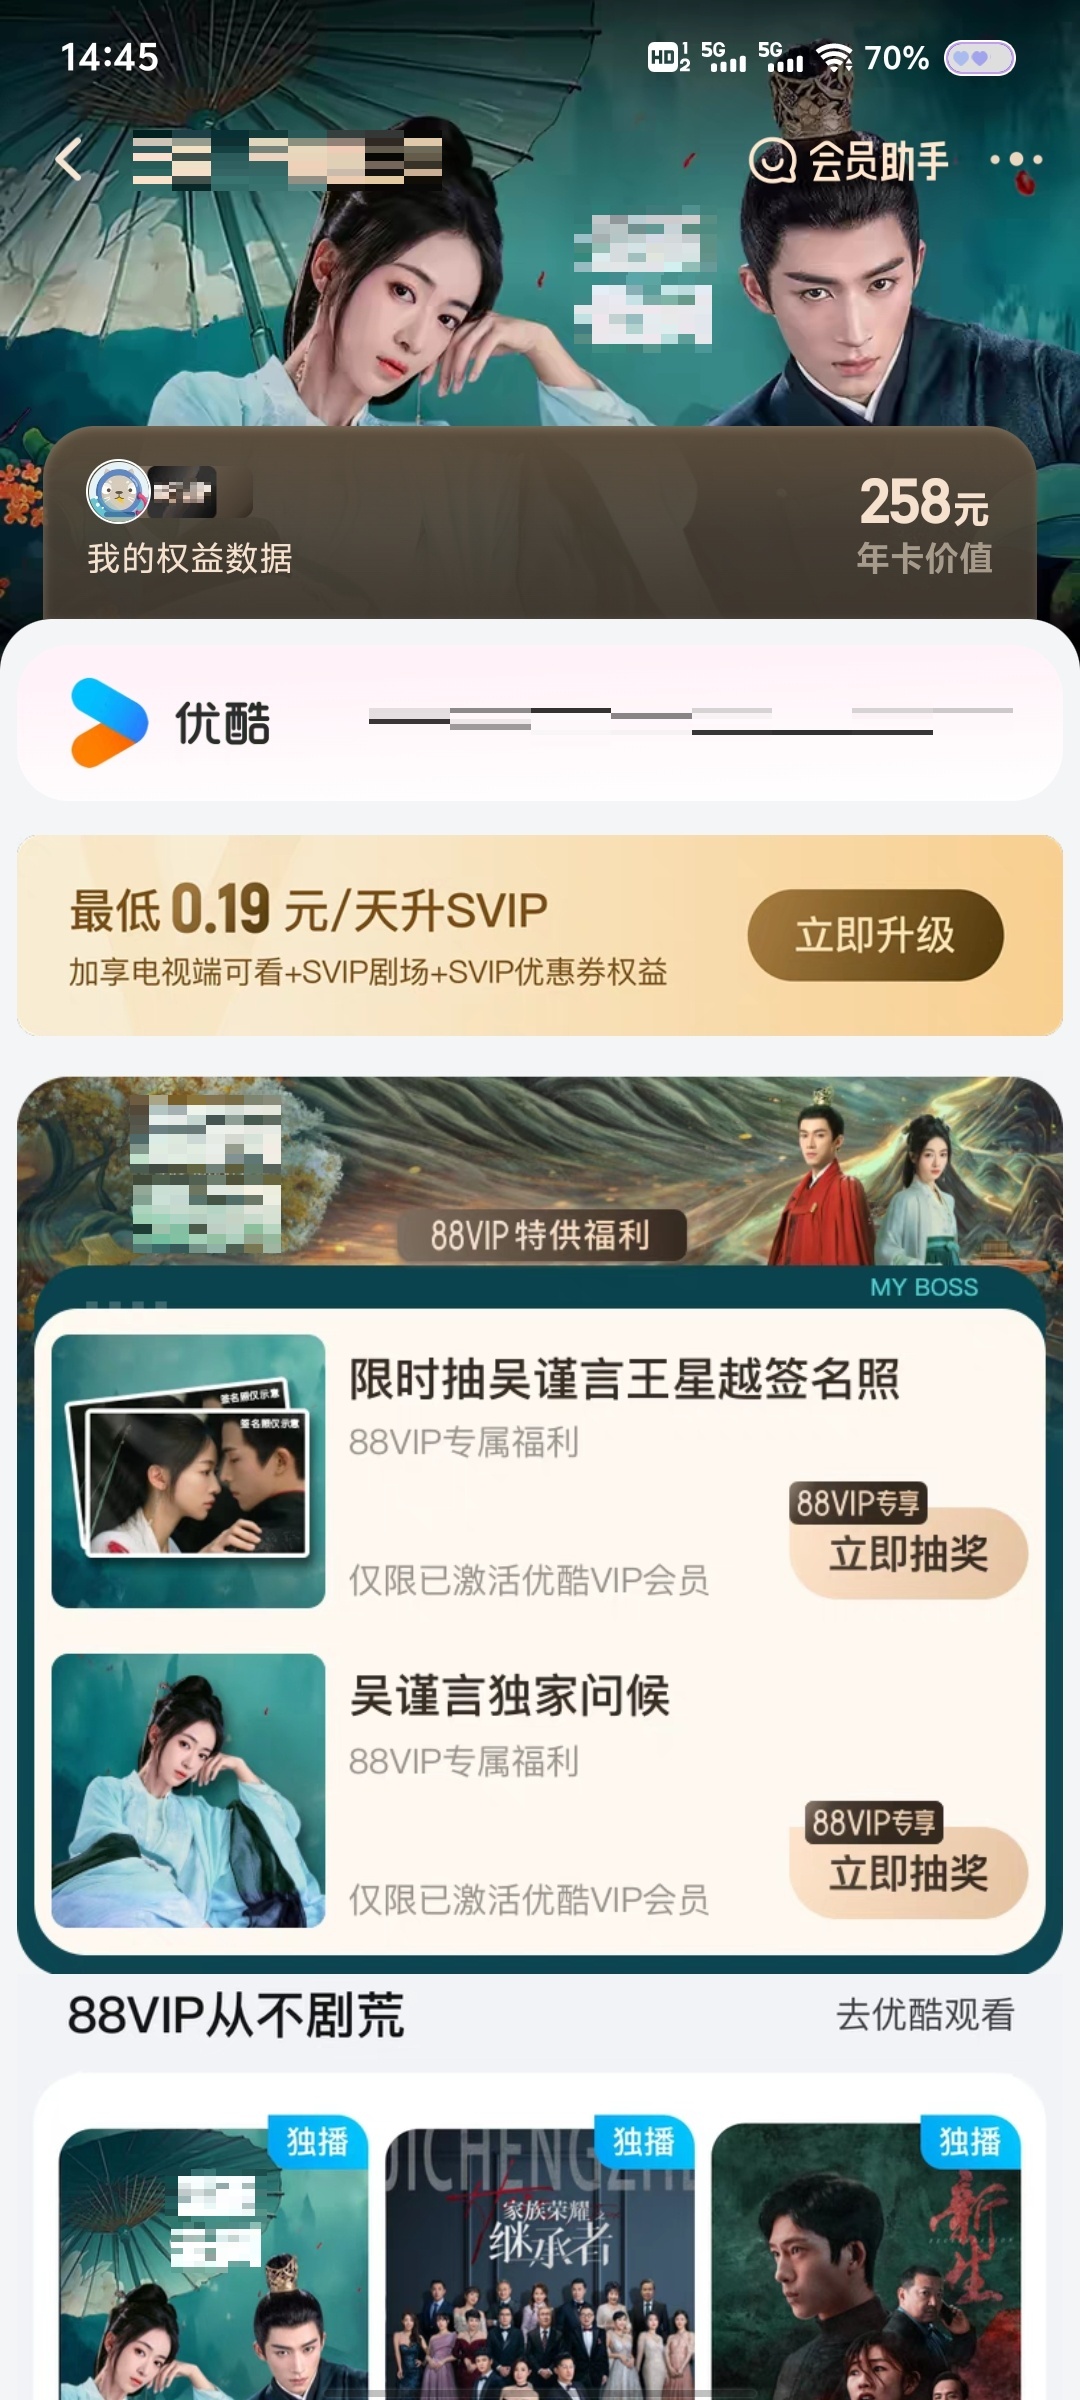 14:45
HD 1 2 5G 5G 70%
会员助手
258元
我的权益数据
年卡价值
优酷
最低 0.19 元/天升SVIP
加享电视端可看+SVIP剧场+SVIP优惠券权益
立即升级
88VIP特供福利
MY BOSS
签名照仅示意
签名照仅示意
限时抽吴谨言王星越签名照
88VIP专属福利
88VIP专享
立即抽奖
仅限已激活优酷VIP会员
吴谨言独家问候
88VIP专属福利
88VIP专享
立即抽奖
仅限已激活优酷VIP会员
88VIP从不剧荒
去优酷观看
独播
独播
独播
家族荣耀之
继承者
新生